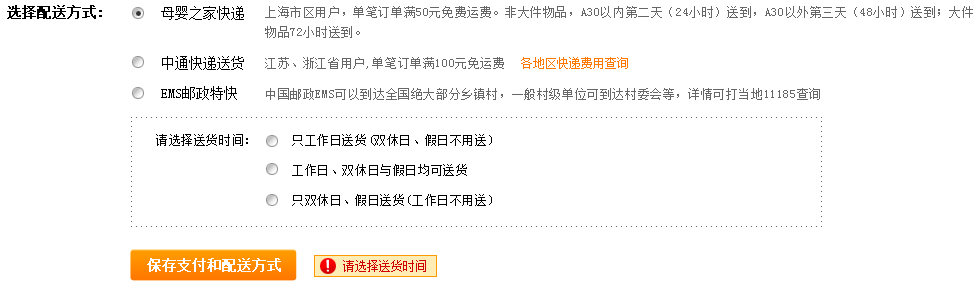 选择配送方式：
母婴之家快递 上海市区用户，单笔订单满50元免费运费。非大件物品，A30以内第二天（24小时）送到，A30以外第三天（48小时）送到；大件
物品72小时送到。
中通快递送货 江苏、浙江省用户,单笔订单满100元免运费 各地区快递费用查询
EMS邮政特快 中国邮政EMS可以到达全国绝大部分乡镇村，一般村级单位可到达村委会等，详情可打当地11185查询
请选择送货时间： 只工作日送货(双休日、假日不用送)
工作日、双休日与假日均可送货
只双休日、假日送货(工作日不用送)
保存支付和配送方式 请选择送货时间